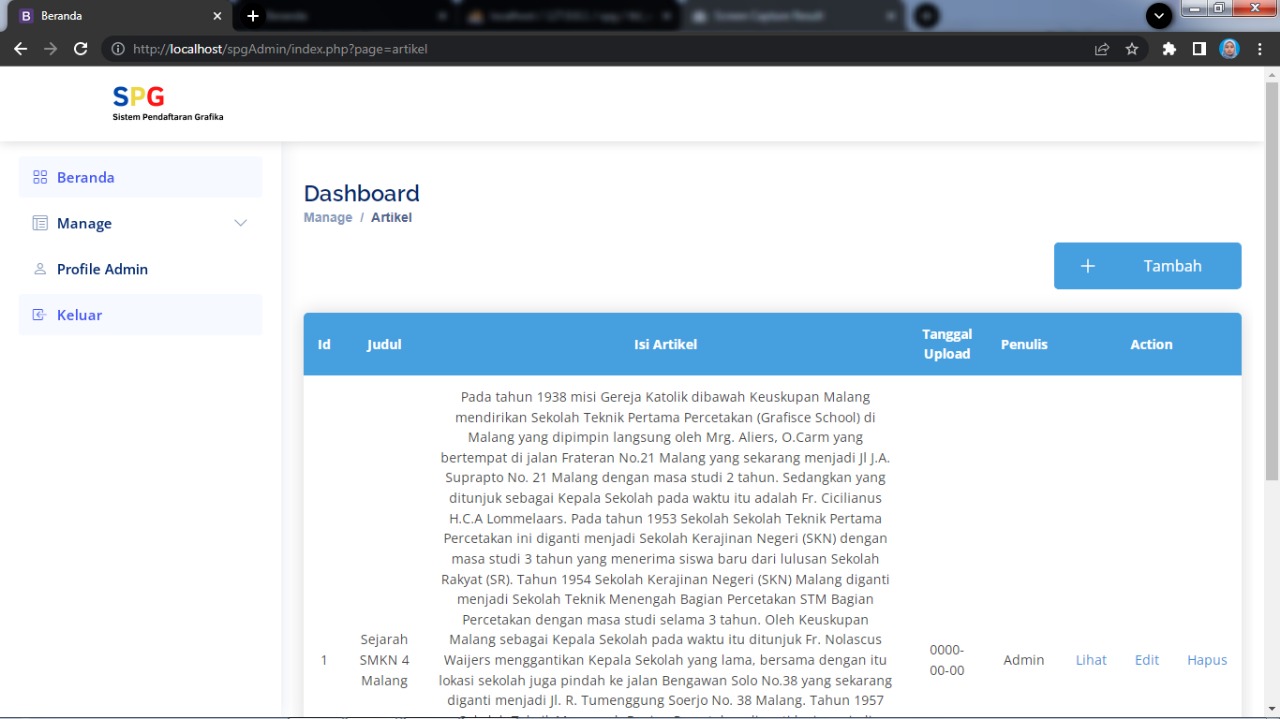 B Beranda
http://localhost/spgAdmin/index.php?page=artikel
SPG
Sistem Pendaftaran Grafika
Beranda
Manage
Profile Admin
Keluar
Dashboard
Manage / Artikel
+ Tambah
Id Judul Isi Artikel Tanggal Upload Penulis Action
Pada tahun 1938 misi Gereja Katolik dibawah Keuskupan Malang
mendirikan Sekolah Teknik Pertama Percetakan (Grafisce School) di
Malang yang dipimpin langsung oleh Mrg. Aliers, O.Carm yang
bertempat di jalan Frateran No.21 Malang yang sekarang menjadi Jl J.A.
Suprapto No. 21 Malang dengan masa studi 2 tahun. Sedangkan yang
ditunjuk sebagai Kepala Sekolah pada waktu itu adalah Fr. Cicilianus
H.C.A Lommelaars. Pada tahun 1953 Sekolah Sekolah Teknik Pertama
Percetakan ini diganti menjadi Sekolah Kerajinan Negeri (SKN) dengan
masa studi 3 tahun yang menerima siswa baru dari lulusan Sekolah
Rakyat (SR). Tahun 1954 Sekolah Kerajinan Negeri (SKN) Malang diganti
menjadi Sekolah Teknik Menengah Bagian Percetakan STM Bagian
Percetakan dengan masa studi selama 3 tahun. Oleh Keuskupan
Malang sebagai Kepala Sekolah pada waktu itu ditunjuk Fr. Nolascus
Waijers menggantikan Kepala Sekolah yang lama, bersama dengan itu
lokasi sekolah juga pindah ke jalan Bengawan Solo No.38 yang sekarang
diganti menjadi Jl. R. Tumenggung Soerjo No. 38 Malang. Tahun 1957
1
Sejarah
SMKN 4
Malang
0000-
00-00
Admin
Lihat Edit Hapus